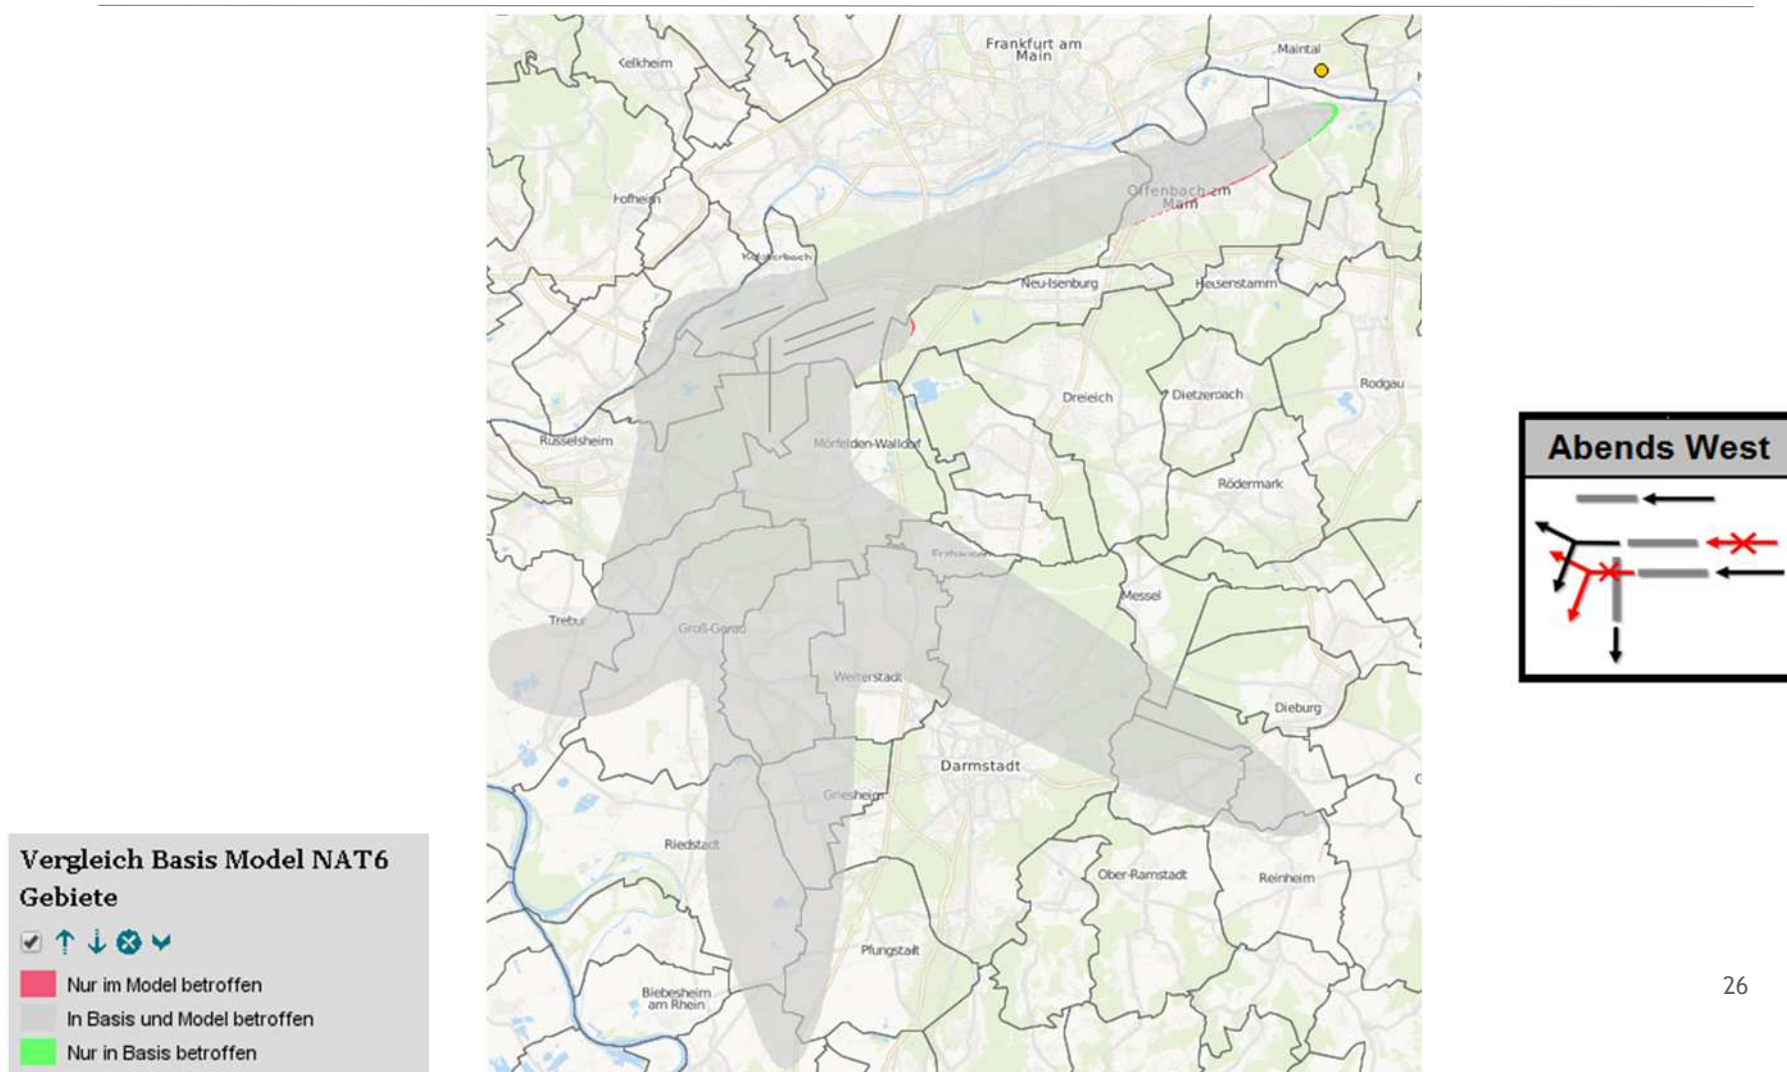 Frankfurt am
Main
Maintal
Kelkheim
Hofheim
Offenbach am
Main
Kelsterbach
Neu-Isenburg
Heusenstamm
Dreieich
Dietzenbach
Rodgau
Rüsselsheim
Mörfelden-Walldorf
Rödermark
Erzhausen
Messel
Trebur
Groß-Gerau
Weiterstadt
Dieburg
Darmstadt
Griesheim
Riedstadt
Ober-Ramstadt
Reinheim
Pfungstadt
Biebesheim
am Rhein
Abends West
Vergleich Basis Model NAT6
Gebiete
Nur im Model betroffen
In Basis und Model betroffen
Nur in Basis betroffen
26